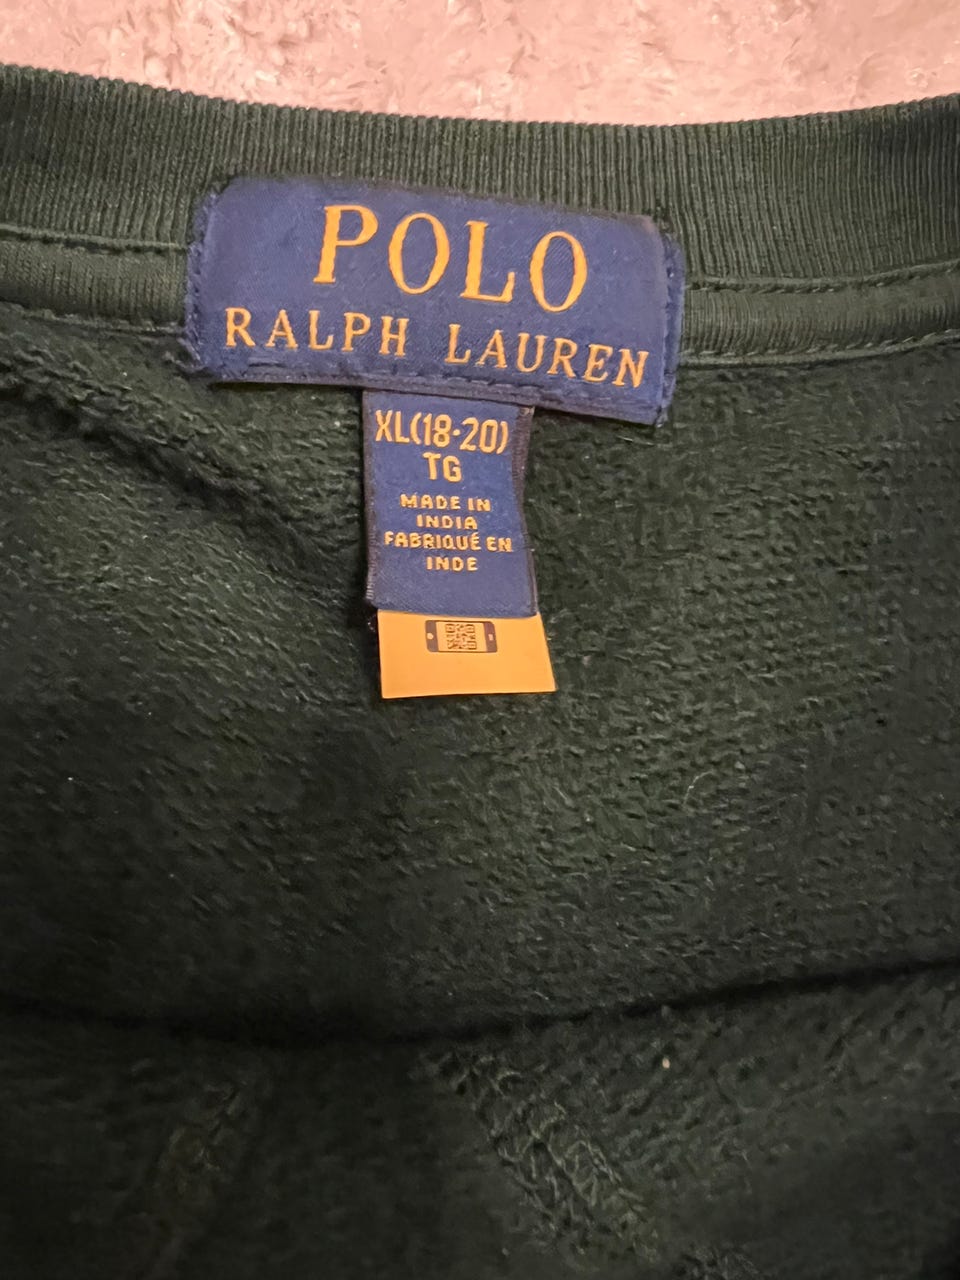 POLO
RALPH LAUREN
XL(18-20)
TG
MADE IN
INDIA
FABRIQUÉ EN
INDE